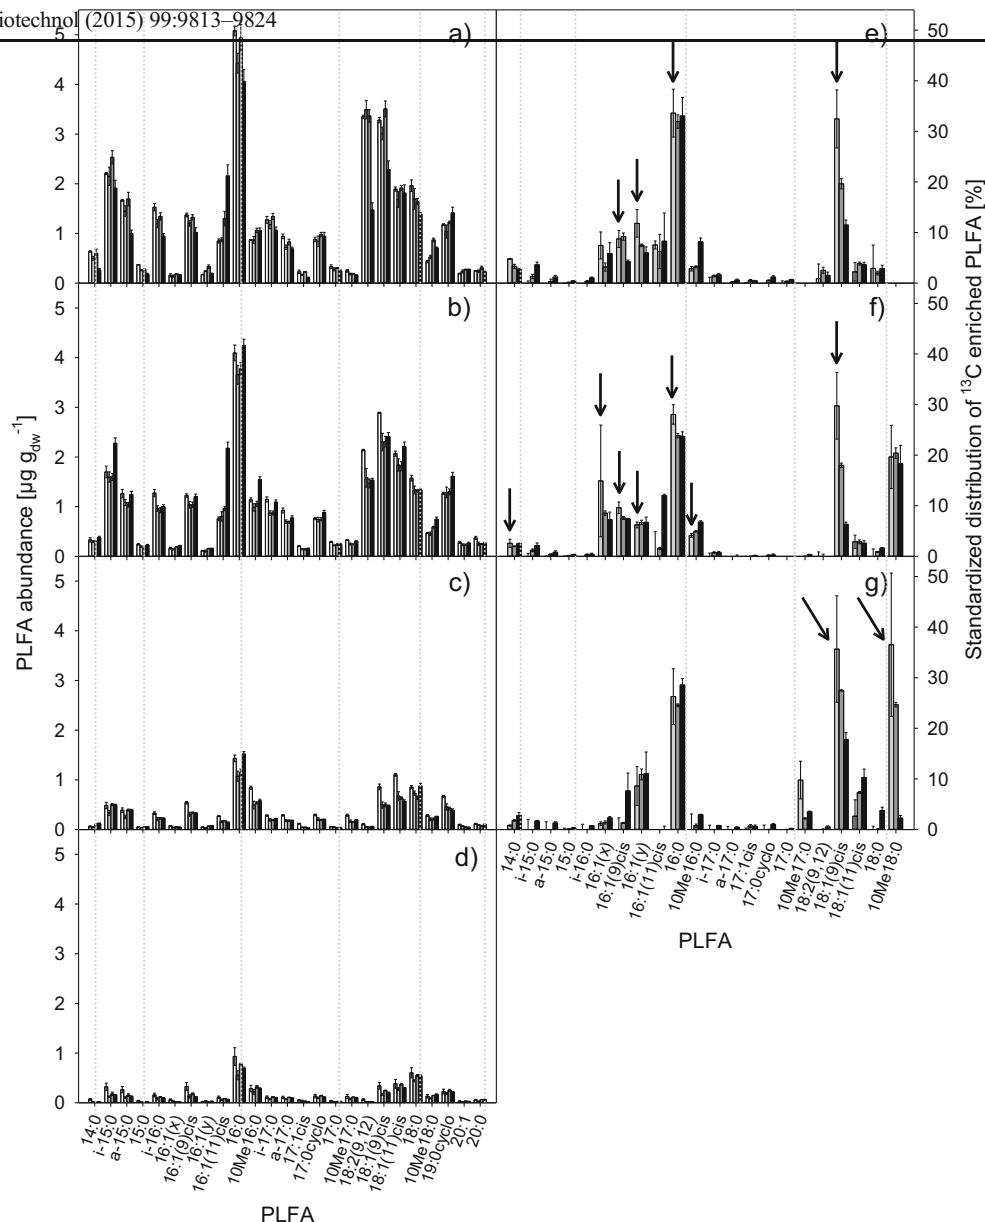 iotechnol (2015) 99:9813–9824
a)
b)
c)
d)
e)
f)
g)
5
4
3
2
1
0
5
4
3
2
1
0
5
4
3
2
1
0
5
4
3
2
1
0
PLFA abundance [µg g_dw^-1]
50
40
30
20
10
0
50
40
30
20
10
0
50
40
30
20
10
0
Standardized distribution of ^13C enriched PLFA [%]
14:0
i-15:0
a-15:0
15:0
i-16:0
16:1(x)
16:1(9)cis
16:1(y)
16:1(11)cis
16:0
10Me16:0
i-17:0
a-17:0
17:1cis
17:0cyclo
17:0
10Me17:0
18:2(9,12)
18:1(9)cis
18:1(11)cis
18:0
10Me18:0
PLFA
14:0
i-15:0
a-15:0
15:0
i-16:0
16:1(x)
16:1(9)cis
16:1(y)
16:1(11)cis
16:0
10Me16:0
i-17:0
a-17:0
17:1cis
17:0cyclo
17:0
10Me17:0
18:2(9,12)
18:1(9)cis
18:1(11)cis
18:0
10Me18:0
19:0cyclo
20:1
20:0
PLFA